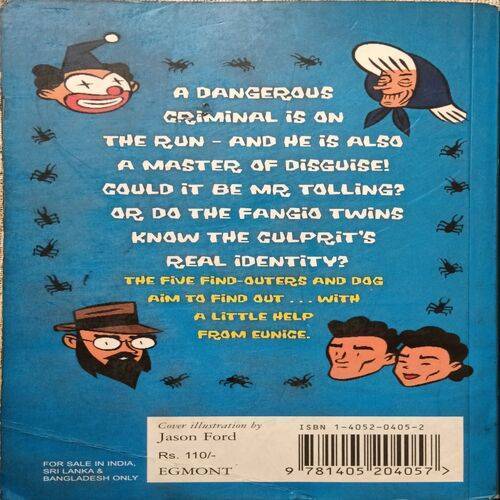 A DANGEROUS
CRIMINAL IS ON
THE RUN – AND HE IS ALSO
A MASTER OF DISGUISE!
COULD IT BE MR TOLLING?
OR DO THE FANGIO TWINS
KNOW THE CULPRIT'S
REAL IDENTITY?
THE FIVE FIND-OUTERS AND DOG
AIM TO FIND OUT . . . WITH
A LITTLE HELP
FROM EUNICE.
Cover illustration by
Jason Ford
Rs. 110/-
EGMONT
ISBN 1-4052-0405-2
9 781405 204057 >
FOR SALE IN INDIA,
SRI LANKA &
BANGLADESH ONLY